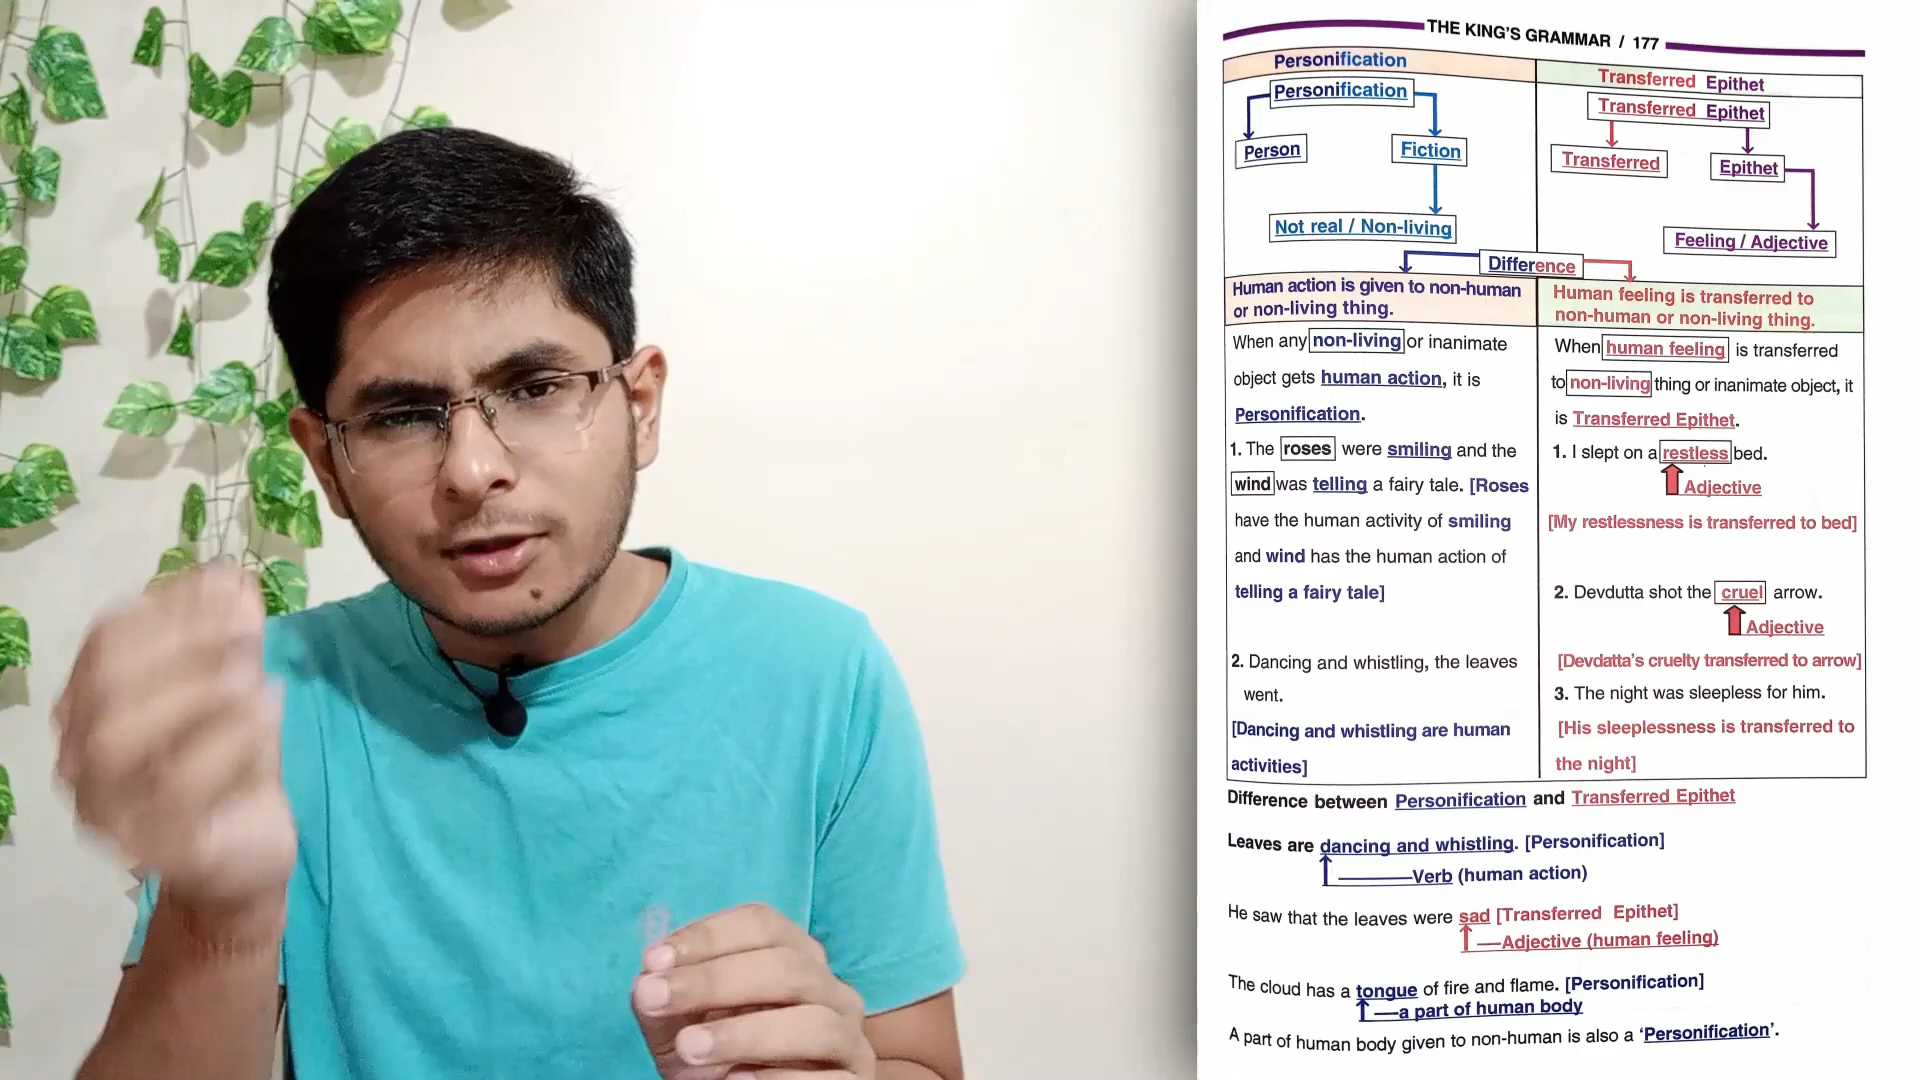 THE KING'S GRAMMAR / 177
Personification
Personification
Person
Fiction
Not real / Non-living
Transferred Epithet
Transferred Epithet
Transferred
Epithet
Feeling / Adjective
Difference
Human action is given to non-human
or non-living thing.
When any non-living or inanimate
object gets human action, it is
Personification.
1. The roses were smiling and the
wind was telling a fairy tale. [Roses
have the human activity of smiling
and wind has the human action of
telling a fairy tale]
2. Dancing and whistling, the leaves
went.
[Dancing and whistling are human
activities]
Human feeling is transferred to
non-human or non-living thing.
When human feeling is transferred
to non-living thing or inanimate object, it
is Transferred Epithet.
1. I slept on a restless bed.
Adjective
[My restlessness is transferred to bed]
2. Devdutta shot the cruel arrow.
Adjective
[Devdatta's cruelty transferred to arrow]
3. The night was sleepless for him.
[His sleeplessness is transferred to
the night]
Difference between Personification and Transferred Epithet
Leaves are dancing and whistling. [Personification]
Verb (human action)
He saw that the leaves were sad [Transferred Epithet]
Adjective (human feeling)
The cloud has a tongue of fire and flame. [Personification]
a part of human body
A part of human body given to non-human is also a 'Personification'.